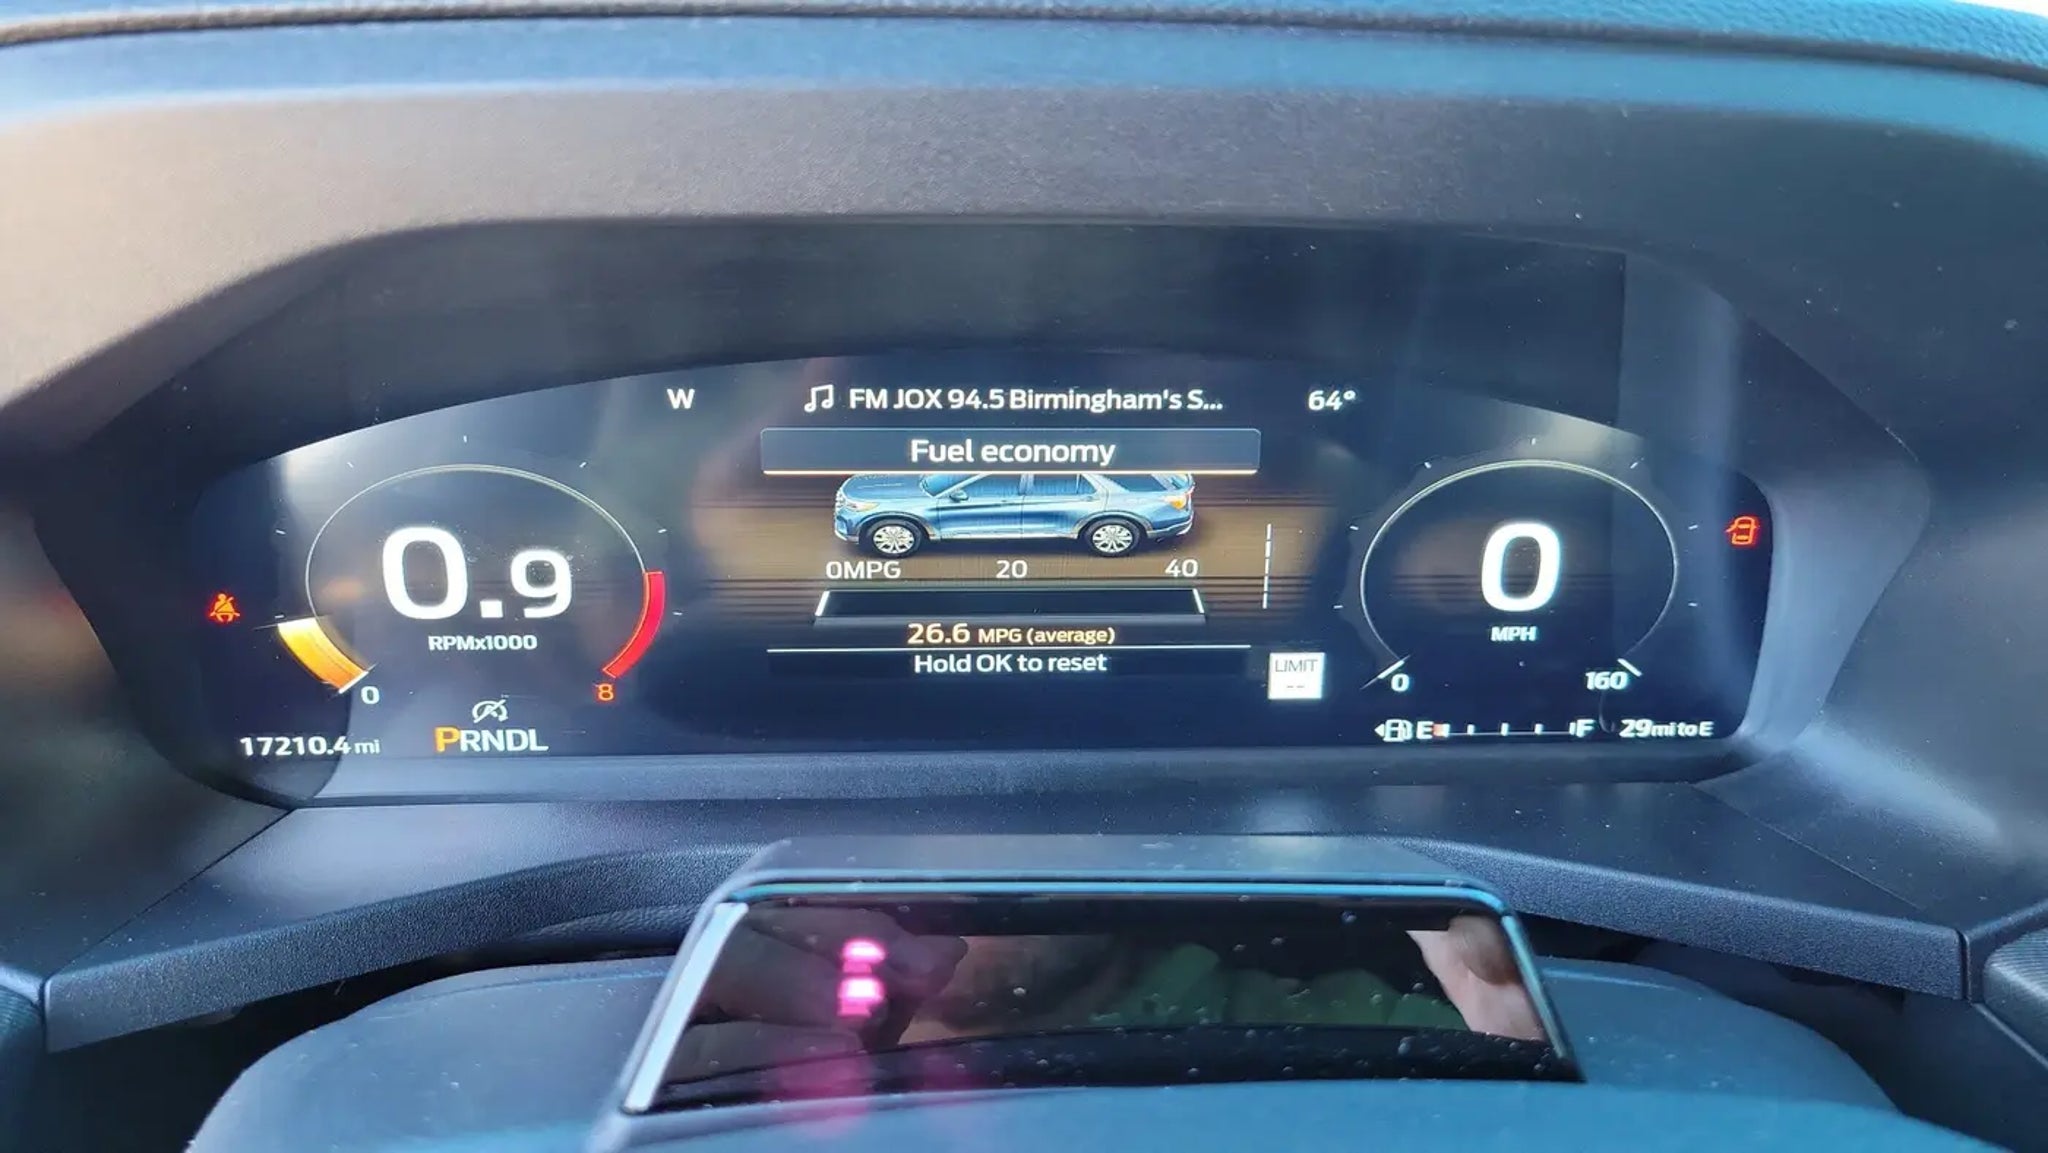 W
FM JOX 94.5 Birmingham's S...
64°
Fuel economy
0MPG 20 40
26.6 MPG (average)
Hold OK to reset
0.9
RPMx1000
0
8
17210.4 mi
PRNDL
LIMIT
--
0
MPH
0
160
E F 29 mi to E